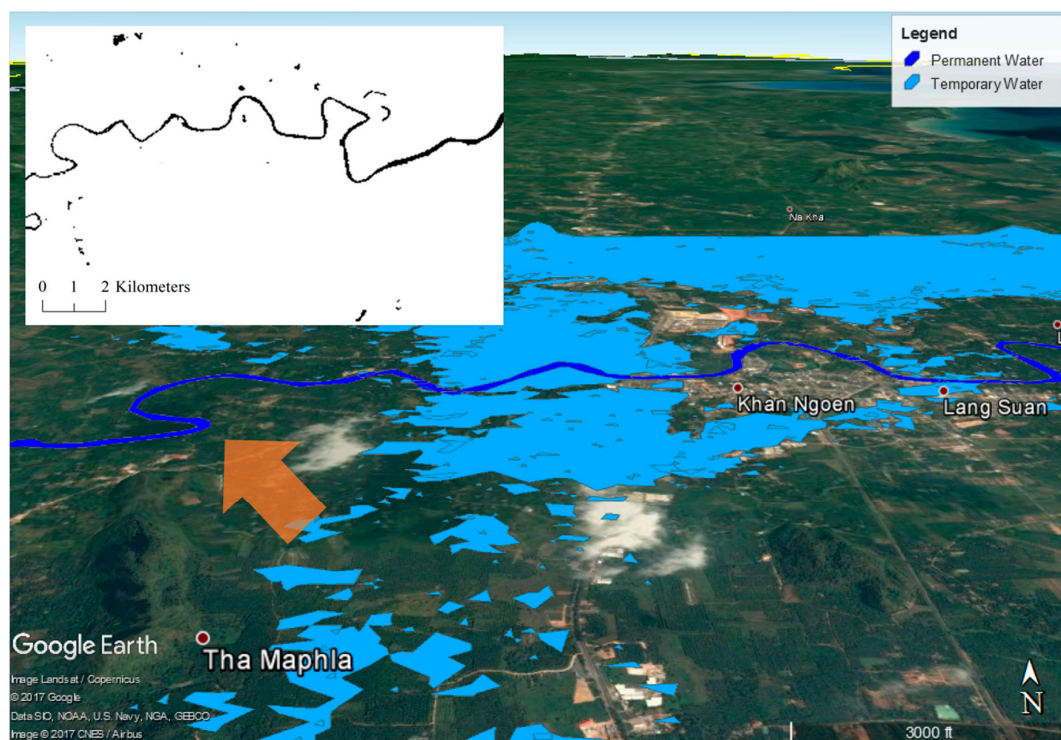 Legend
Permanent Water
Temporary Water
0 1 2 Kilometers
Na Kha
L
Khan Ngoen
Lang Suan
Tha Maphla
Google Earth
Image Landsat / Copernicus
© 2017 Google
Data SIO, NOAA, U.S. Navy, NGA, GEBCO
Image © 2017 CNES / Airbus
N
3000 ft